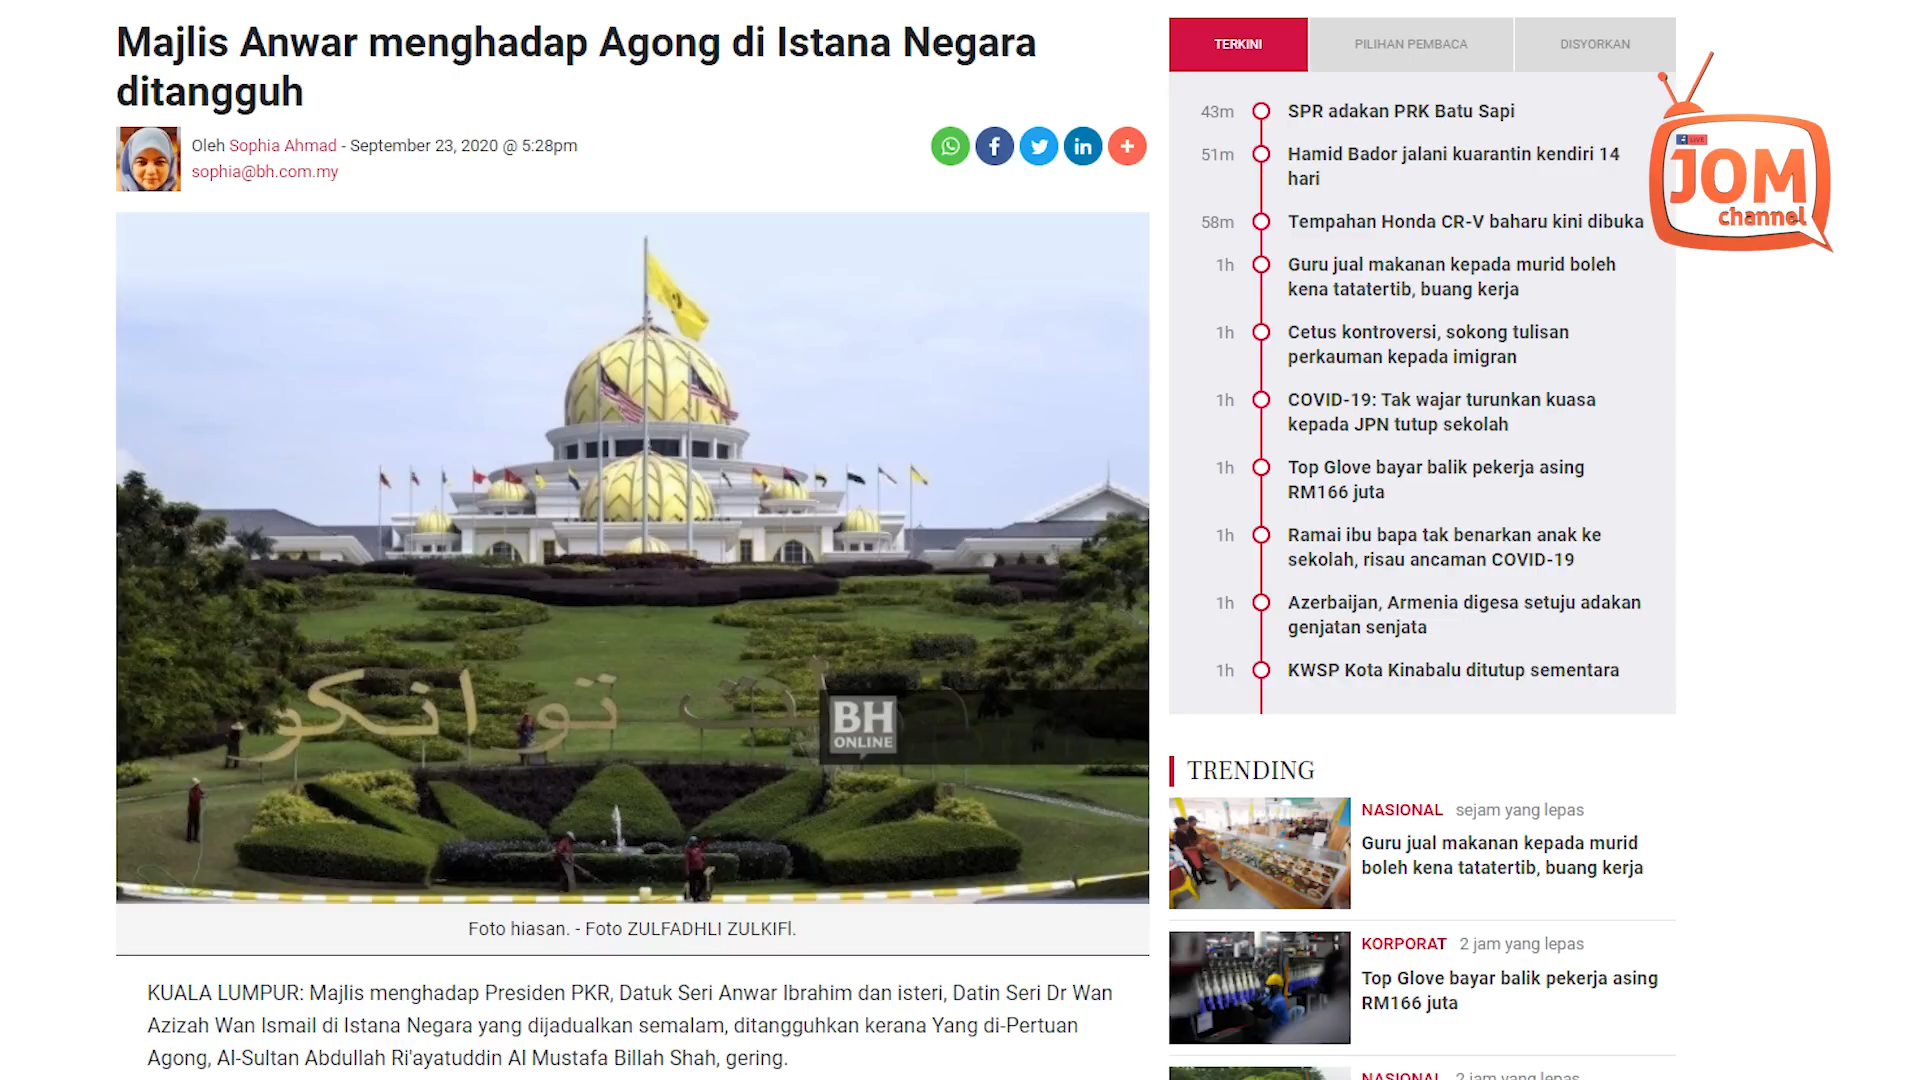 Majlis Anwar menghadap Agong di Istana Negara
ditangguh
Oleh Sophia Ahmad - September 23, 2020 @ 5:28pm
sophia@bh.com.my
BH
ONLINE
Foto hiasan. - Foto ZULFADHLI ZULKIFl.
KUALA LUMPUR: Majlis menghadap Presiden PKR, Datuk Seri Anwar Ibrahim dan isteri, Datin Seri Dr Wan
Azizah Wan Ismail di Istana Negara yang dijadualkan semalam, ditangguhkan kerana Yang di-Pertuan
Agong, Al-Sultan Abdullah Ri'ayatuddin Al Mustafa Billah Shah, gering.
TERKINI
PILIHAN PEMBACA
DISYORKAN
43m SPR adakan PRK Batu Sapi
51m Hamid Bador jalani kuarantin kendiri 14
hari
58m Tempahan Honda CR-V baharu kini dibuka
1h Guru jual makanan kepada murid boleh
kena tatatertib, buang kerja
1h Cetus kontroversi, sokong tulisan
perkauman kepada imigran
1h COVID-19: Tak wajar turunkan kuasa
kepada JPN tutup sekolah
1h Top Glove bayar balik pekerja asing
RM166 juta
1h Ramai ibu bapa tak benarkan anak ke
sekolah, risau ancaman COVID-19
1h Azerbaijan, Armenia digesa setuju adakan
genjatan senjata
1h KWSP Kota Kinabalu ditutup sementara
LIVE
JOM
channel
TRENDING
NASIONAL sejam yang lepas
Guru jual makanan kepada murid
boleh kena tatatertib, buang kerja
KORPORAT 2 jam yang lepas
Top Glove bayar balik pekerja asing
RM166 juta
NASIONAL 2 jam yang lepas